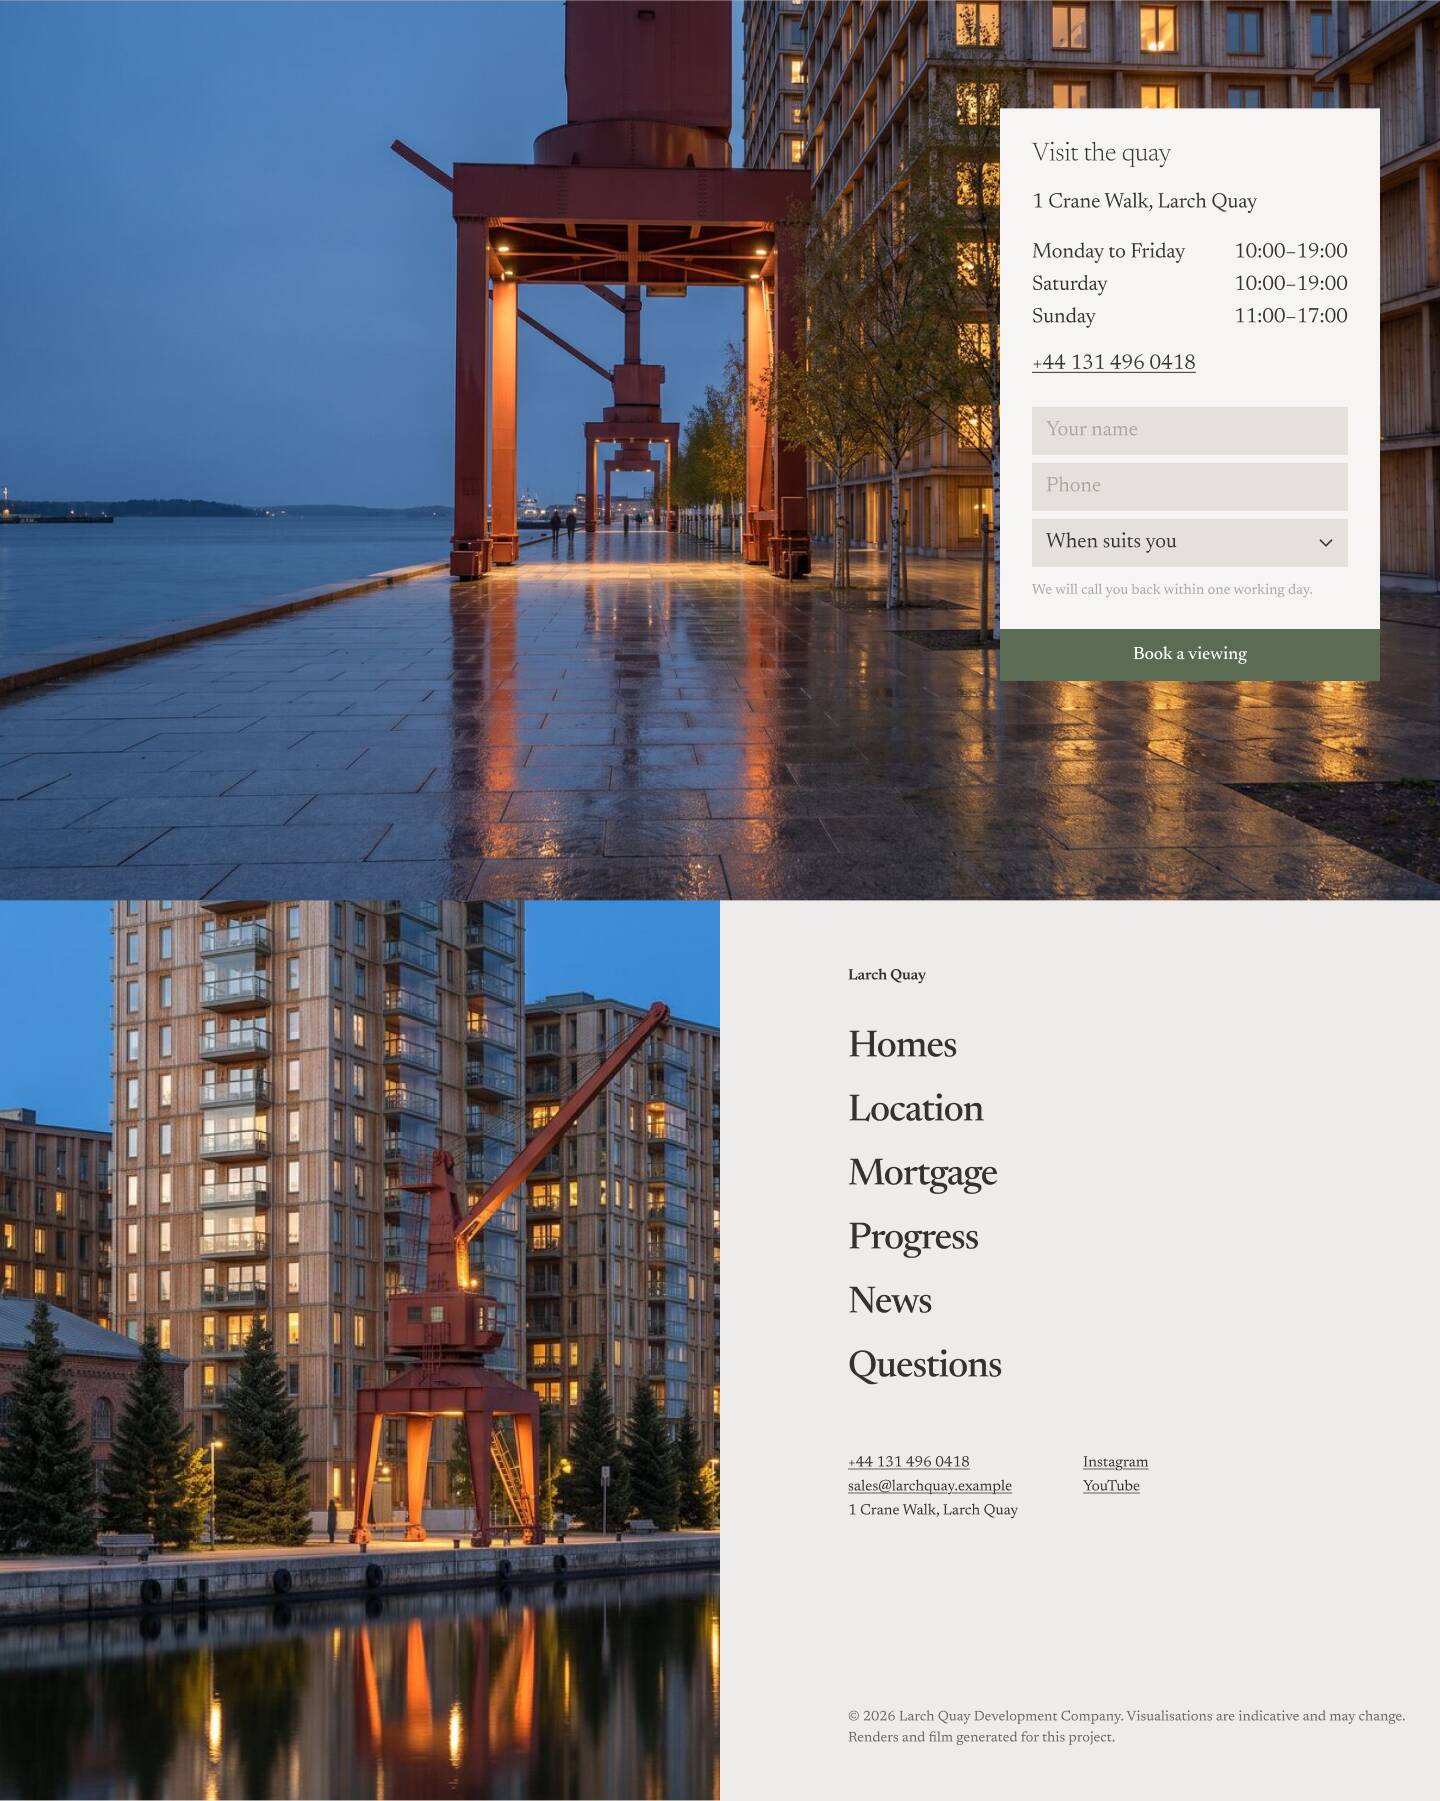 Visit the quay
1 Crane Walk, Larch Quay
Monday to Friday 10:00–19:00
Saturday 10:00–19:00
Sunday 11:00–17:00
+44 131 496 0418
Your name
Phone
When suits you
We will call you back within one working day.
Book a viewing
Larch Quay
Homes
Location
Mortgage
Progress
News
Questions
+44 131 496 0418
sales@larchquay.example
1 Crane Walk, Larch Quay
Instagram
YouTube
© 2026 Larch Quay Development Company. Visualisations are indicative and may change.
Renders and film generated for this project.